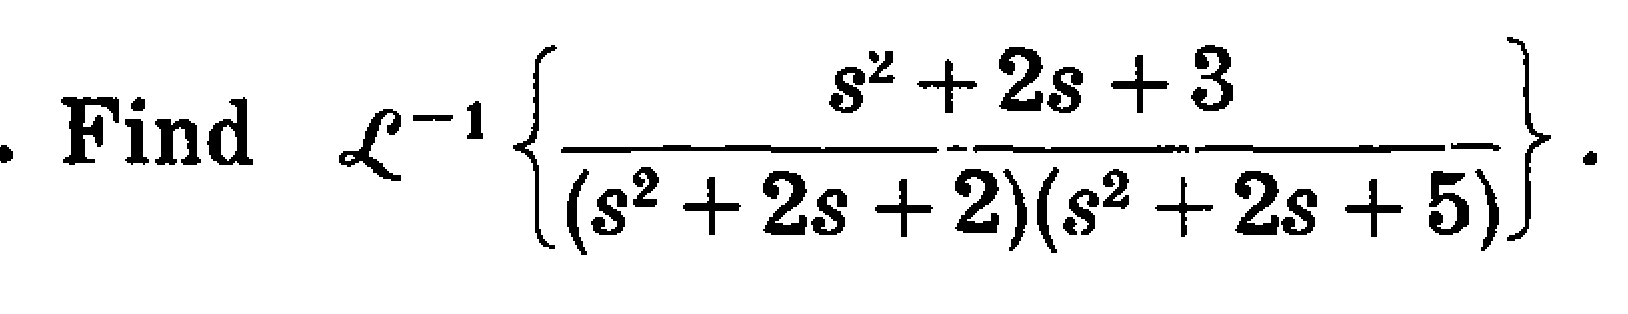 . Find ℒ⁻¹ { (s² + 2s + 3) / ((s² + 2s + 2)(s² + 2s + 5)) } .